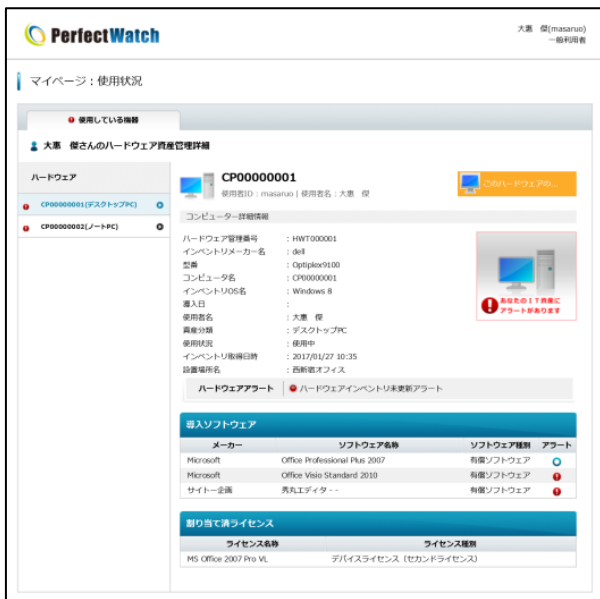 PerfectWatch
大恵 傑(masaruo)
一般利用者
マイページ：使用状況
使用している機器
大恵 傑さんのハードウェア資産管理詳細
ハードウェア
CP00000001(デスクトップPC)
CP00000002(ノートPC)
CP00000001
使用者ID：masaruo | 使用者名：大恵 傑
このハードウェアの...
コンピューター詳細情報
ハードウェア管理番号 : HWT000001
インベントリメーカー名 : dell
型番 : Optiplex9100
コンピュータ名 : CP00000001
インベントリOS名 : Windows 8
導入日 :
使用者名 : 大恵 傑
資産分類 : デスクトップPC
使用状況 : 使用中
インベントリ取得日時 : 2017/01/27 10:35
設置場所名 : 西新宿オフィス
あなたのＩＴ資産に
アラートがあります
ハードウェアアラート ハードウェアインベントリ未更新アラート
導入ソフトウェア
メーカー ソフトウェア名称 ソフトウェア種別 アラート
Microsoft Office Professional Plus 2007 有償ソフトウェア
Microsoft Office Visio Standard 2010 有償ソフトウェア
サイトー企画 秀丸エディタ - - 有償ソフトウェア
割り当て済ライセンス
ライセンス名称 ライセンス種別
MS Office 2007 Pro VL デバイスライセンス（セカンドライセンス）